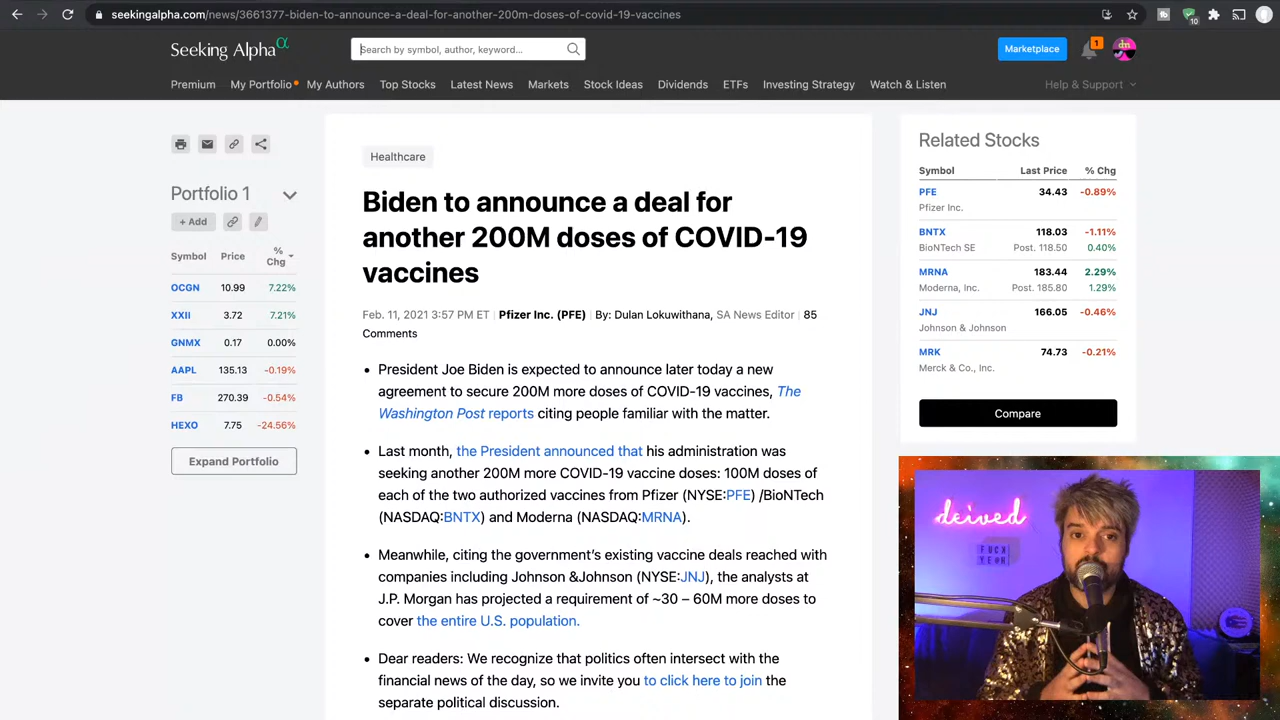 seekingalpha.com/news/3661377-biden-to-announce-a-deal-for-another-200m-doses-of-covid-19-vaccines
10
Seeking Alpha α
Search by symbol, author, keyword...
Marketplace
1
dm
Premium My Portfolio My Authors Top Stocks Latest News Markets Stock Ideas Dividends ETFs Investing Strategy Watch & Listen Help & Support
Portfolio 1
+ Add
Symbol Price % Chg
OCGN 10.99 7.22%
XXII 3.72 7.21%
GNMX 0.17 0.00%
AAPL 135.13 -0.19%
FB 270.39 -0.54%
HEXO 7.75 -24.56%
Expand Portfolio
Healthcare
Biden to announce a deal for
another 200M doses of COVID-19
vaccines
Feb. 11, 2021 3:57 PM ET | Pfizer Inc. (PFE) | By: Dulan Lokuwithana, SA News Editor | 85
Comments
• President Joe Biden is expected to announce later today a new
agreement to secure 200M more doses of COVID-19 vaccines, The
Washington Post reports citing people familiar with the matter.
• Last month, the President announced that his administration was
seeking another 200M more COVID-19 vaccine doses: 100M doses of
each of the two authorized vaccines from Pfizer (NYSE:PFE) /BioNTech
(NASDAQ:BNTX) and Moderna (NASDAQ:MRNA).
• Meanwhile, citing the government’s existing vaccine deals reached with
companies including Johnson &Johnson (NYSE:JNJ), the analysts at
J.P. Morgan has projected a requirement of ~30 – 60M more doses to
cover the entire U.S. population.
• Dear readers: We recognize that politics often intersect with the
financial news of the day, so we invite you to click here to join the
separate political discussion.
Related Stocks
Symbol Last Price % Chg
PFE 34.43 -0.89%
Pfizer Inc.
BNTX 118.03 -1.11%
BioNTech SE Post. 118.50 0.40%
MRNA 183.44 2.29%
Moderna, Inc. Post. 185.80 1.29%
JNJ 166.05 -0.46%
Johnson & Johnson
MRK 74.73 -0.21%
Merck & Co., Inc.
Compare
deived
FUCK
YEAH